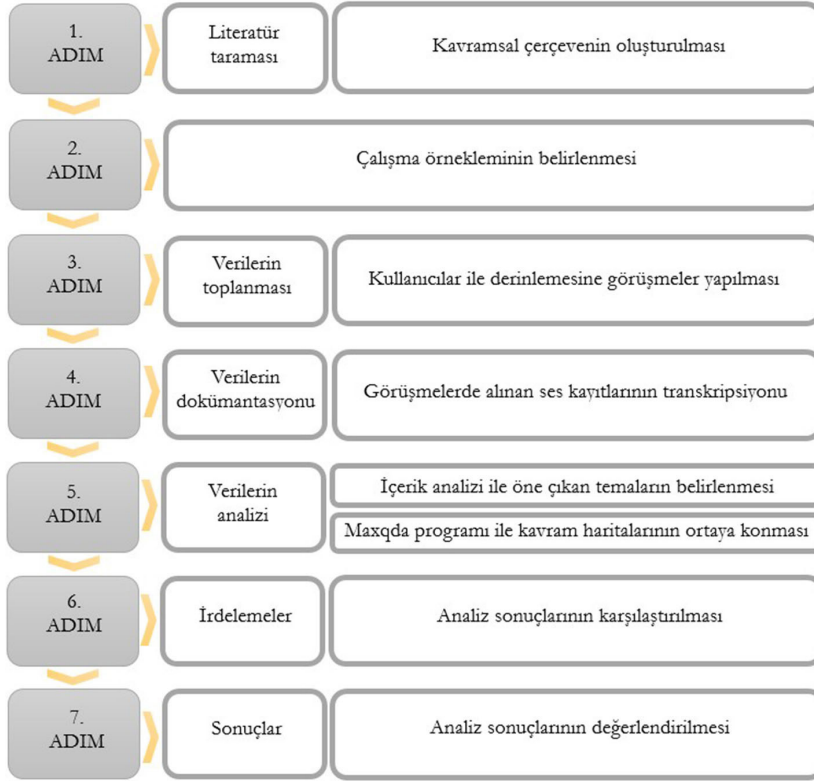 1.
ADIM
Literatür
taraması
Kavramsal çerçevenin oluşturulması
2.
ADIM
Çalışma örnekleminin belirlenmesi
3.
ADIM
Verilerin
toplanması
Kullanıcılar ile derinlemesine görüşmeler yapılması
4.
ADIM
Verilerin
dokümantasyonu
Görüşmelerde alınan ses kayıtlarının transkripsiyonu
5.
ADIM
Verilerin
analizi
İçerik analizi ile öne çıkan temaların belirlenmesi
Maxqda programı ile kavram haritalarının ortaya konması
6.
ADIM
İrdelemeler
Analiz sonuçlarının karşılaştırılması
7.
ADIM
Sonuçlar
Analiz sonuçlarının değerlendirilmesi